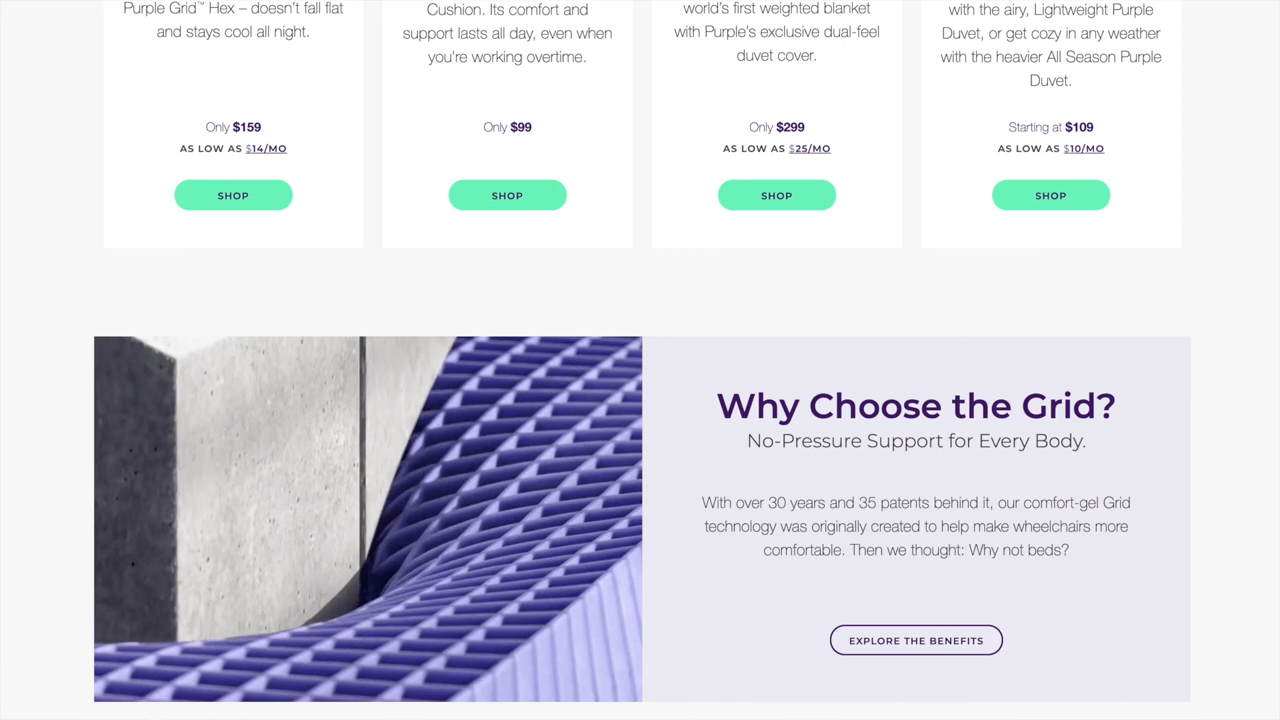 Purple Grid™ Hex – doesn't fall flat
and stays cool all night.
Only $159
AS LOW AS $14/MO
SHOP
Cushion. Its comfort and
support lasts all day, even when
you're working overtime.
Only $99
SHOP
world's first weighted blanket
with Purple's exclusive dual-feel
duvet cover.
Only $299
AS LOW AS $25/MO
SHOP
with the airy, Lightweight Purple
Duvet, or get cozy in any weather
with the heavier All Season Purple
Duvet.
Starting at $109
AS LOW AS $10/MO
SHOP
Why Choose the Grid?
No-Pressure Support for Every Body.
With over 30 years and 35 patents behind it, our comfort-gel Grid
technology was originally created to help make wheelchairs more
comfortable. Then we thought: Why not beds?
EXPLORE THE BENEFITS